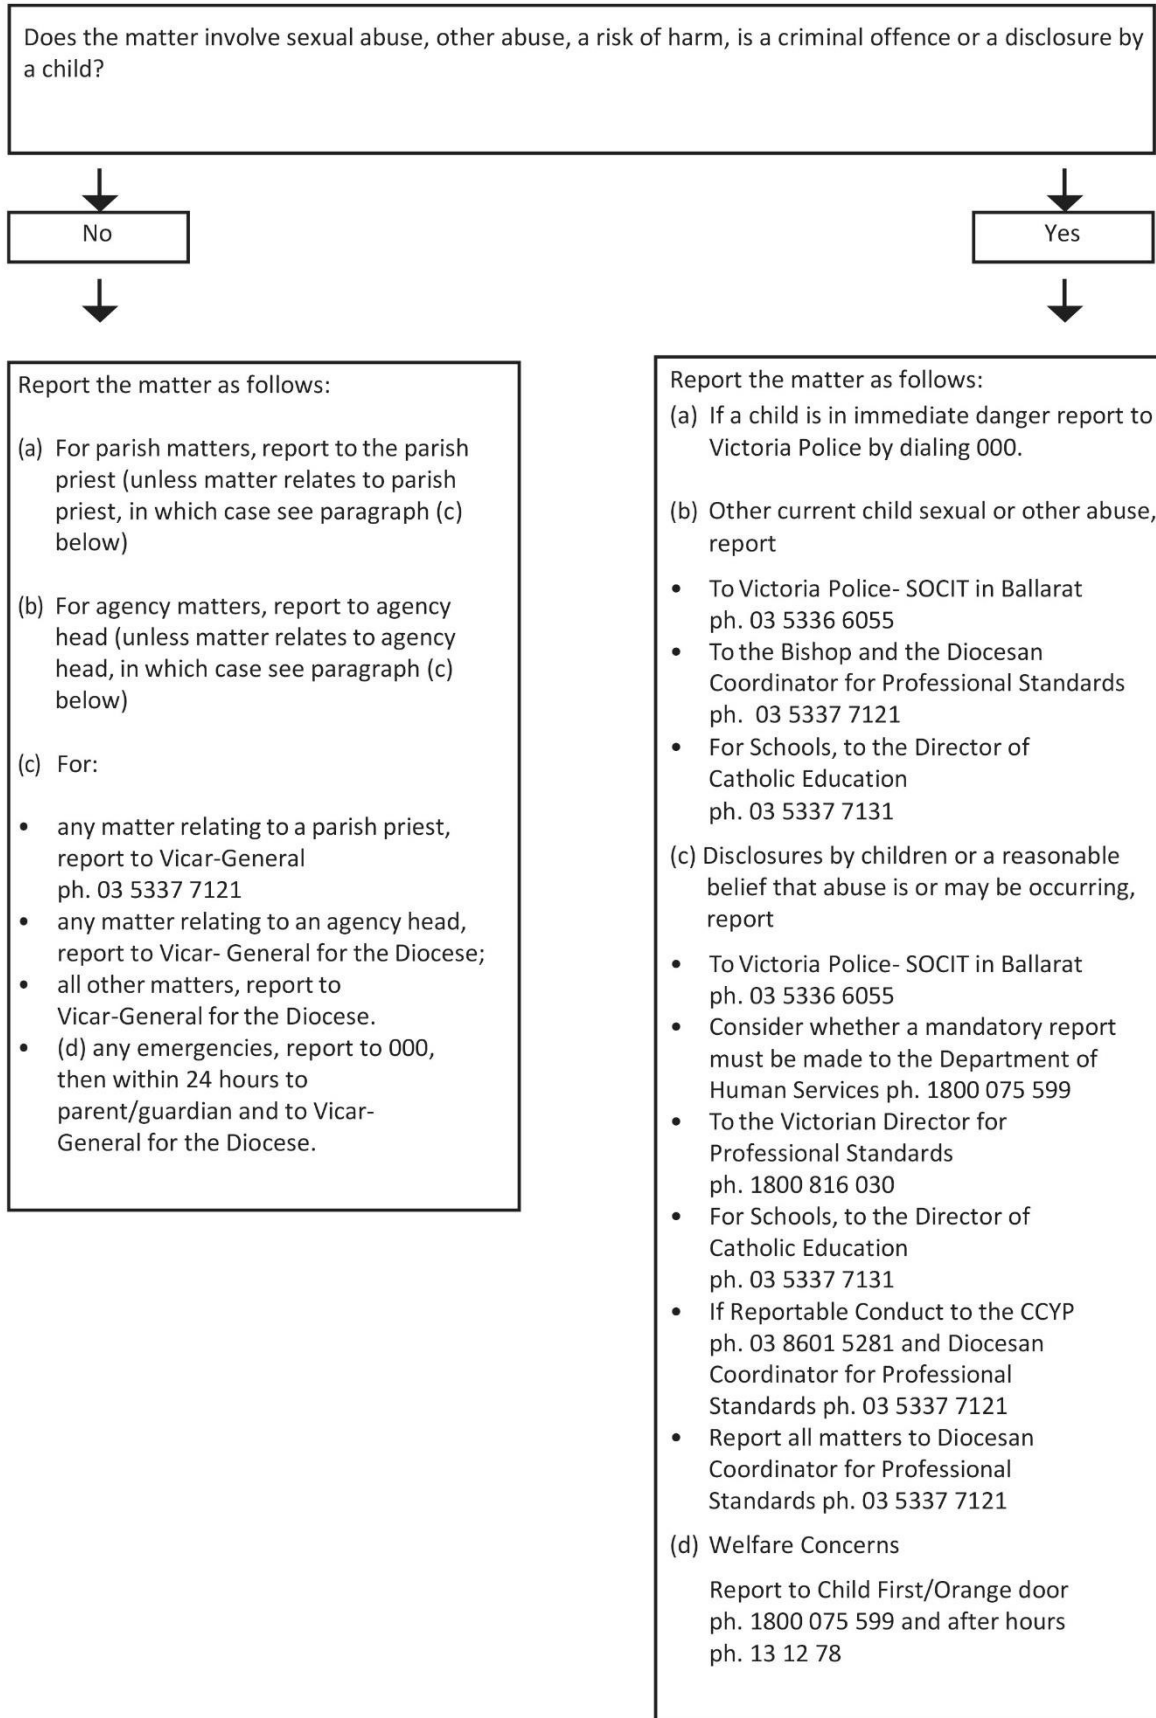 Does the matter involve sexual abuse, other abuse, a risk of harm, is a criminal offence or a disclosure by
a child?
No
Yes
Report the matter as follows:
(a) For parish matters, report to the parish
priest (unless matter relates to parish
priest, in which case see paragraph (c)
below)
(b) For agency matters, report to agency
head (unless matter relates to agency
head, in which case see paragraph (c)
below)
(c) For:
• any matter relating to a parish priest,
report to Vicar-General
ph. 03 5337 7121
• any matter relating to an agency head,
report to Vicar- General for the Diocese;
• all other matters, report to
Vicar-General for the Diocese.
• (d) any emergencies, report to 000,
then within 24 hours to
parent/guardian and to Vicar-
General for the Diocese.
Report the matter as follows:
(a) If a child is in immediate danger report to
Victoria Police by dialing 000.
(b) Other current child sexual or other abuse,
report
• To Victoria Police- SOCIT in Ballarat
ph. 03 5336 6055
• To the Bishop and the Diocesan
Coordinator for Professional Standards
ph. 03 5337 7121
• For Schools, to the Director of
Catholic Education
ph. 03 5337 7131
(c) Disclosures by children or a reasonable
belief that abuse is or may be occurring,
report
• To Victoria Police- SOCIT in Ballarat
ph. 03 5336 6055
• Consider whether a mandatory report
must be made to the Department of
Human Services ph. 1800 075 599
• To the Victorian Director for
Professional Standards
ph. 1800 816 030
• For Schools, to the Director of
Catholic Education
ph. 03 5337 7131
• If Reportable Conduct to the CCYP
ph. 03 8601 5281 and Diocesan
Coordinator for Professional
Standards ph. 03 5337 7121
• Report all matters to Diocesan
Coordinator for Professional
Standards ph. 03 5337 7121
(d) Welfare Concerns
Report to Child First/Orange door
ph. 1800 075 599 and after hours
ph. 13 12 78